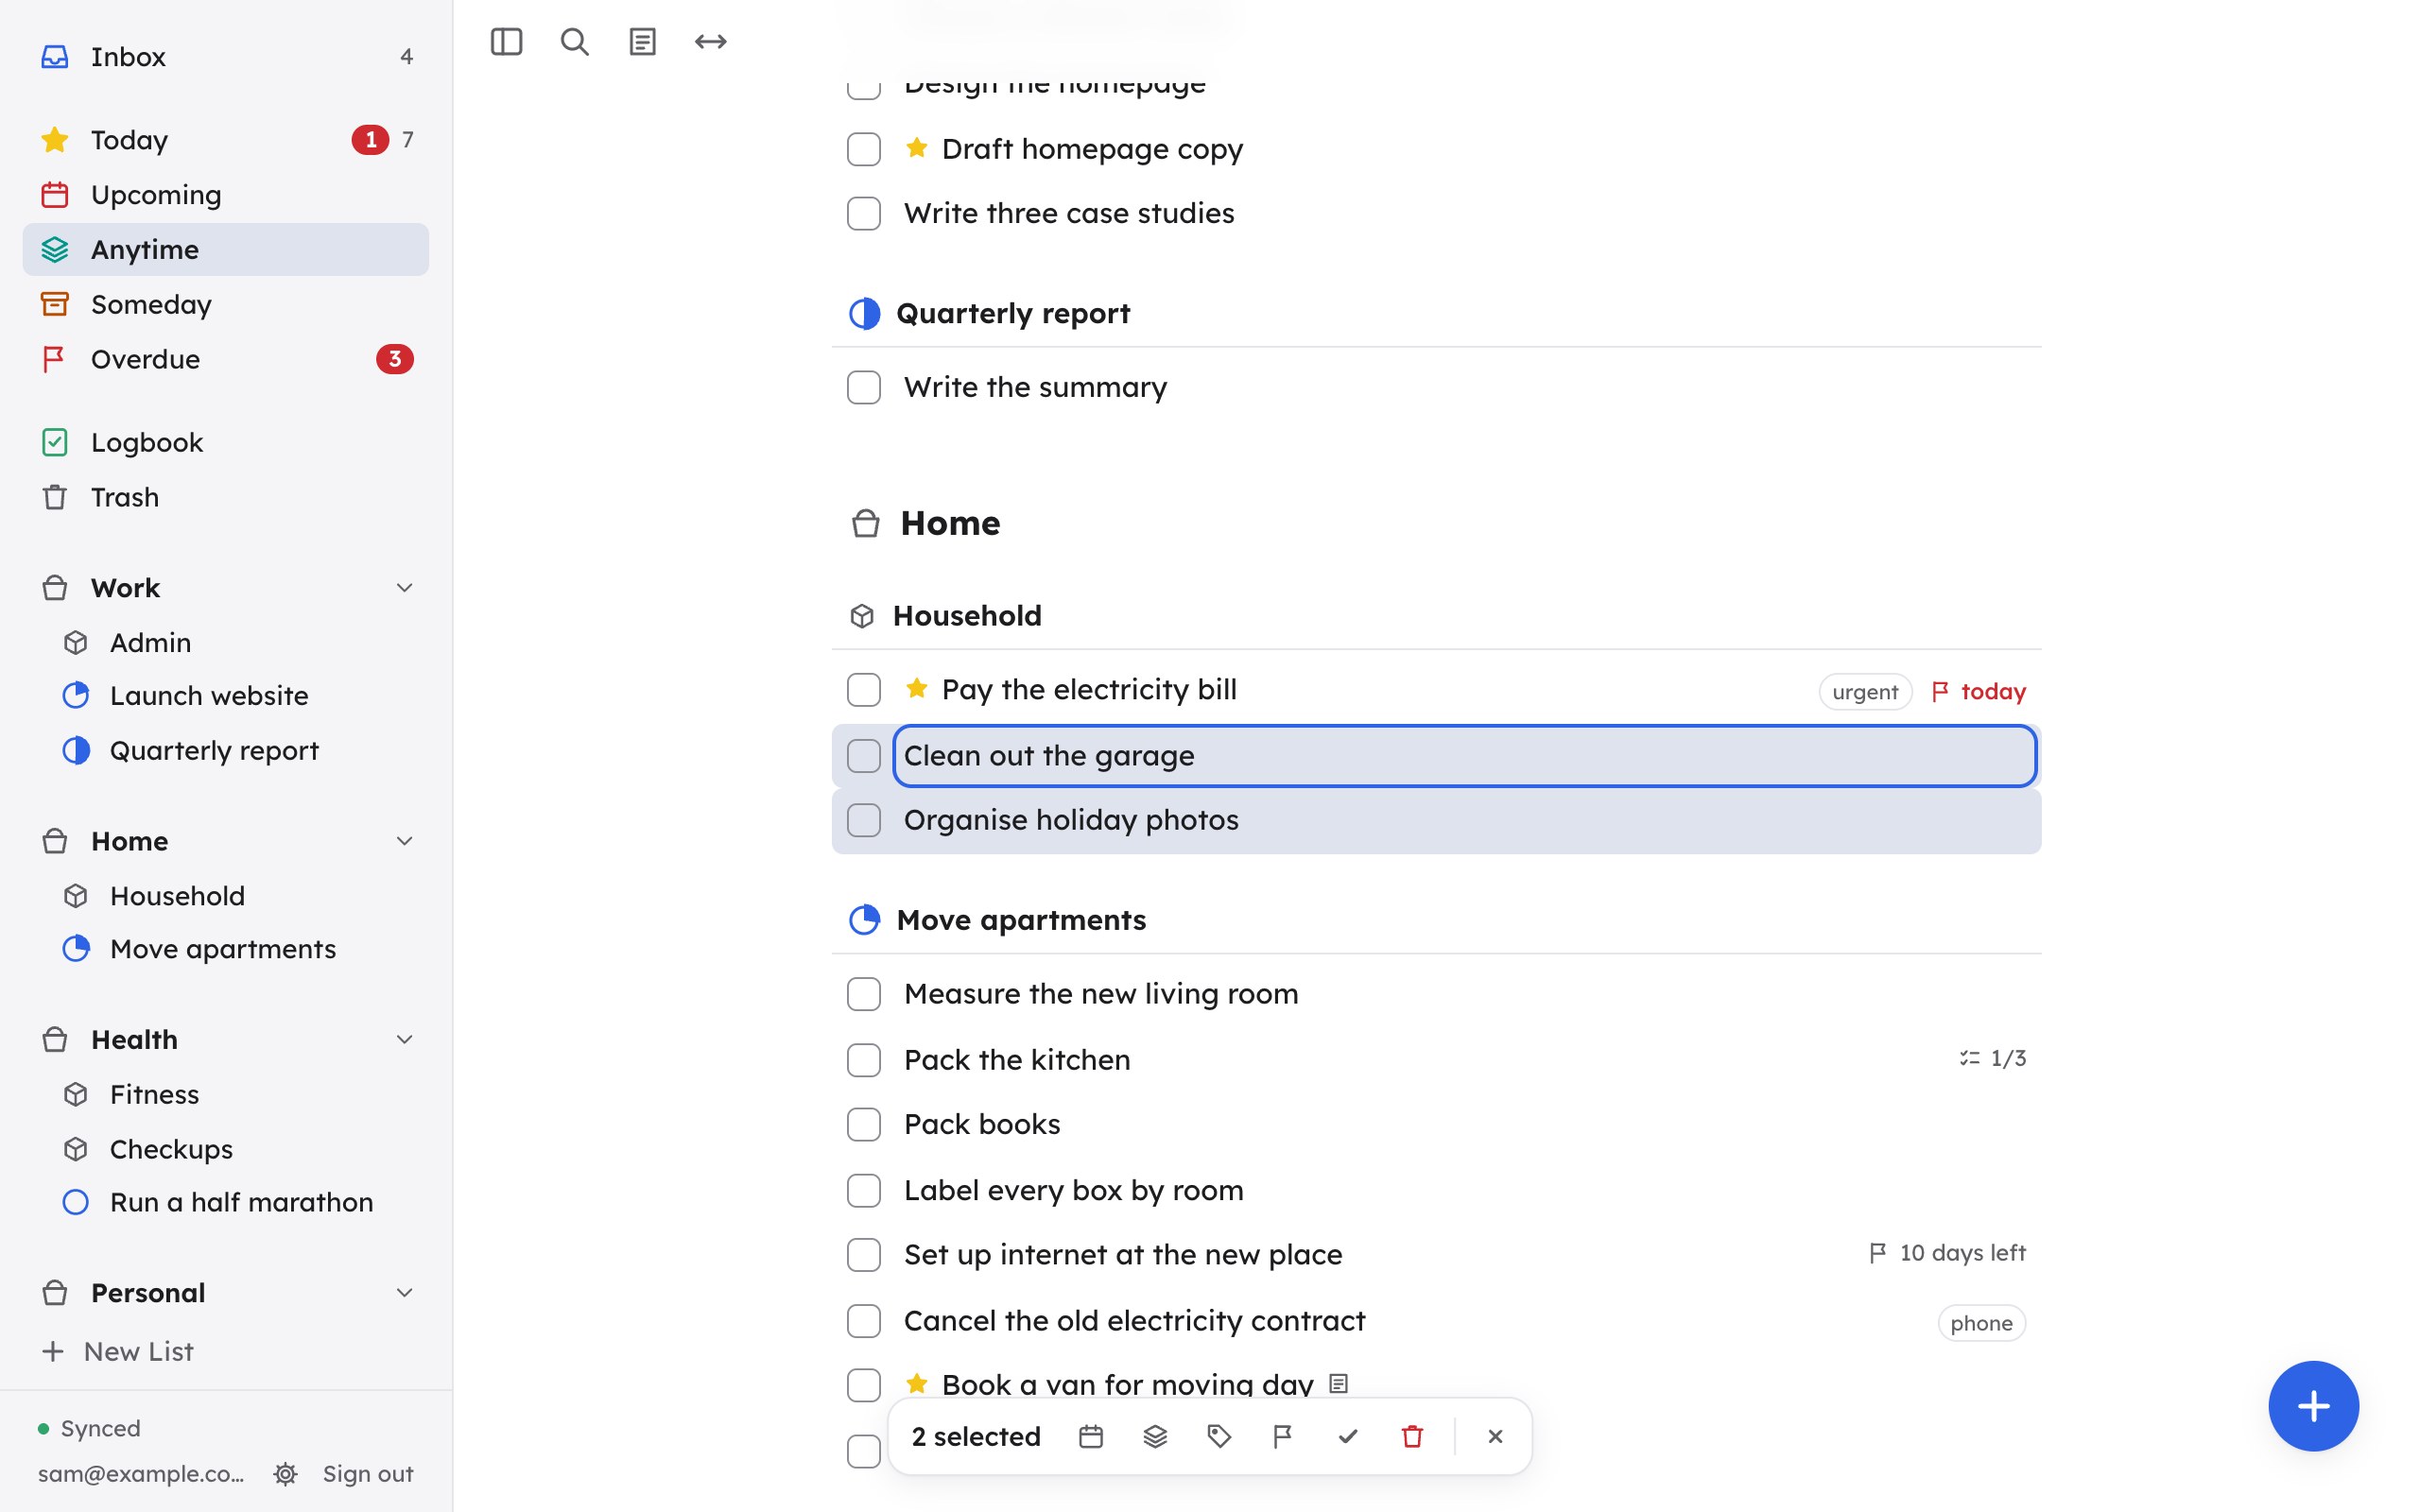 Inbox 4
Today 1 7
Upcoming
Anytime
Someday
Overdue 3
Logbook
Trash
Work
Admin
Launch website
Quarterly report
Home
Household
Move apartments
Health
Fitness
Checkups
Run a half marathon
Personal
New List
Synced
sam@example.co... Sign out
Design the homepage
Draft homepage copy
Write three case studies
Quarterly report
Write the summary
Home
Household
Pay the electricity bill urgent today
Clean out the garage
Organise holiday photos
Move apartments
Measure the new living room
Pack the kitchen 1/3
Pack books
Label every box by room
Set up internet at the new place 10 days left
Cancel the old electricity contract phone
Book a van for moving day
2 selected